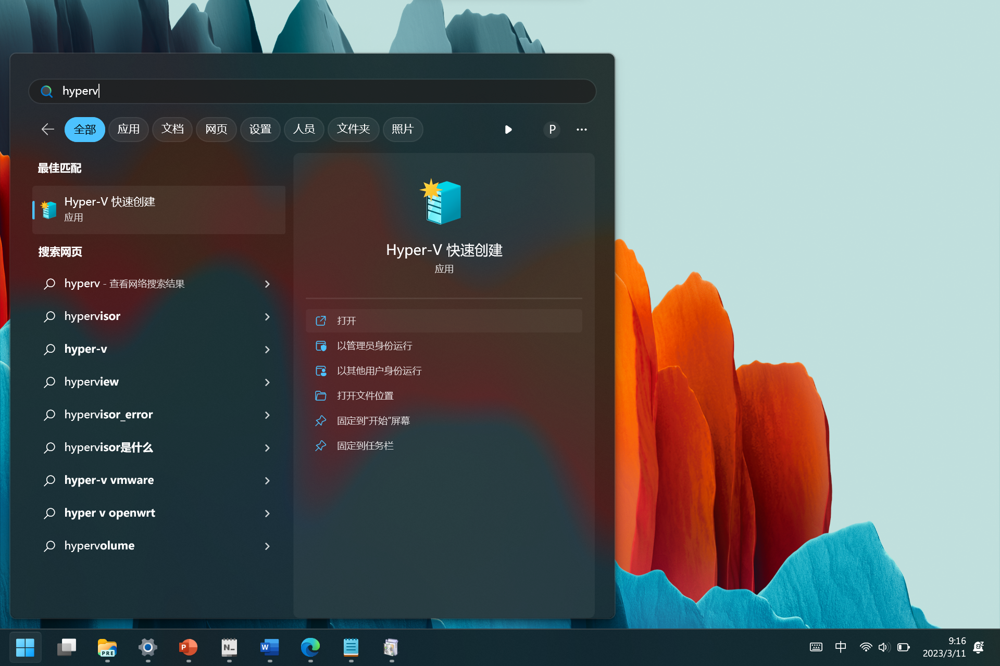 hyperv
全部 应用 文档 网页 设置 人员 文件夹 照片 P
最佳匹配
Hyper-V 快速创建
应用
搜索网页
hyperv - 查看网络搜索结果
hypervisor
hyper-v
hyperview
hypervisor_error
hypervisor是什么
hyper-v vmware
hyper v openwrt
hypervolume
Hyper-V 快速创建
应用
打开
以管理员身份运行
以其他用户身份运行
打开文件位置
固定到"开始"屏幕
固定到任务栏
PRE P N_ W
中
9:16
2023/3/11